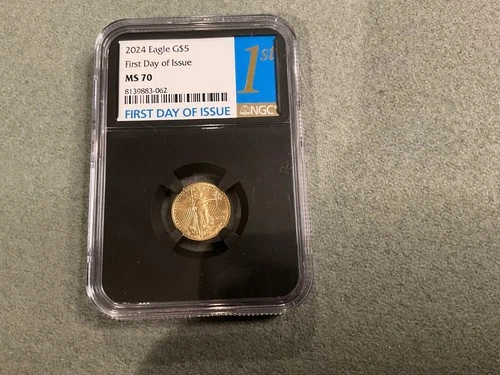 2024 Eagle G$5
First Day of Issue
MS 70
8139883-062
FIRST DAY OF ISSUE
1st
NGC